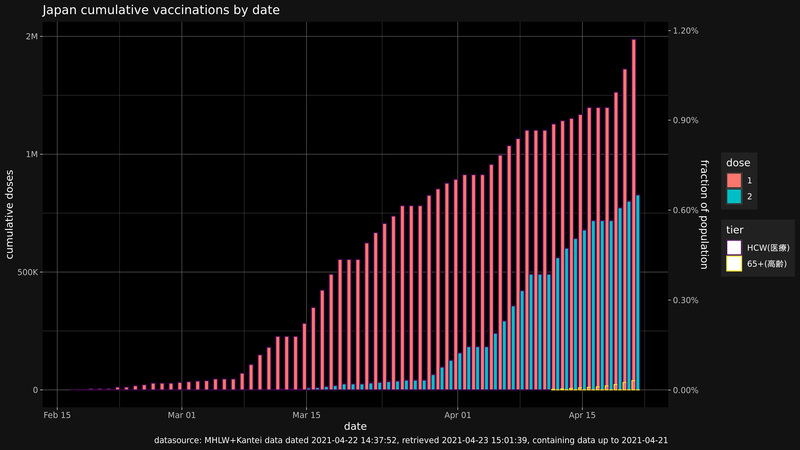 Japan cumulative vaccinations by date
2M
1M
500K
0
cumulative doses
1.20%
0.90%
0.60%
0.30%
0.00%
fraction of population
Feb 15
Mar 01
Mar 15
Apr 01
Apr 15
date
dose
1
2
tier
HCW(医療)
65+(高齢)
datasource: MHLW+Kantei data dated 2021-04-22 14:37:52, retrieved 2021-04-23 15:01:39, containing data up to 2021-04-21